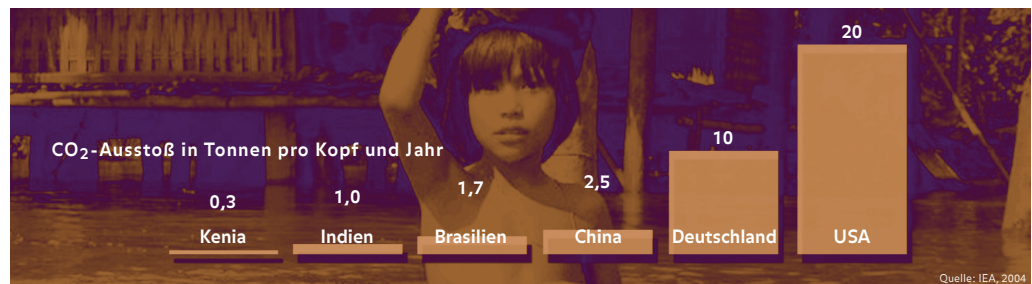 CO₂-Ausstoß in Tonnen pro Kopf und Jahr
0,3
1,0
1,7
2,5
10
20
Kenia
Indien
Brasilien
China
Deutschland
USA
Quelle: IEA, 2004